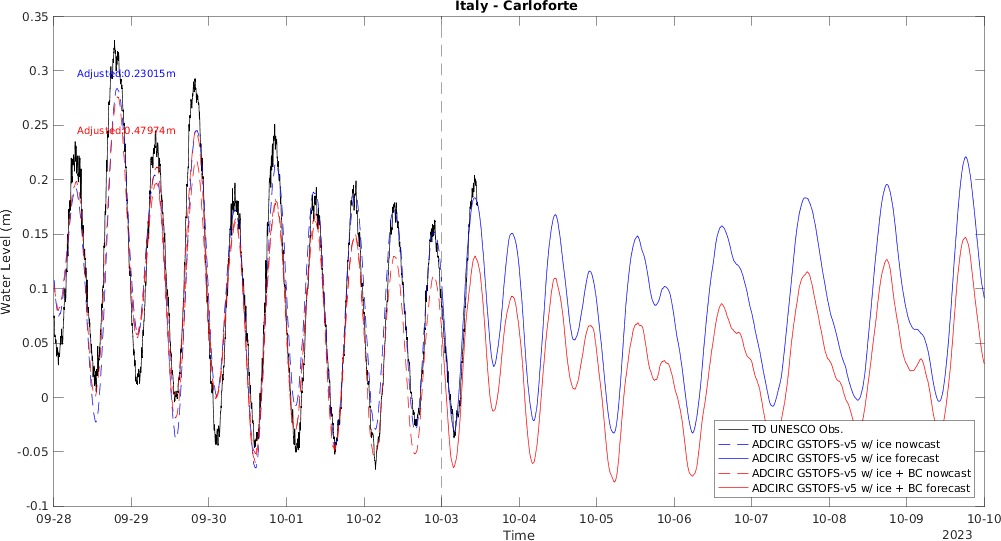 Italy - Carloforte
0.35
0.3
0.25
0.2
0.15
0.1
0.05
0
-0.05
-0.1
Water Level (m)
Adjusted:0.23015m
Adjusted:0.47974m
TD UNESCO Obs.
ADCIRC GSTOFS-v5 w/ ice nowcast
ADCIRC GSTOFS-v5 w/ ice forecast
ADCIRC GSTOFS-v5 w/ ice + BC nowcast
ADCIRC GSTOFS-v5 w/ ice + BC forecast
09-28 09-29 09-30 10-01 10-02 10-03 10-04 10-05 10-06 10-07 10-08 10-09 10-10
Time
2023